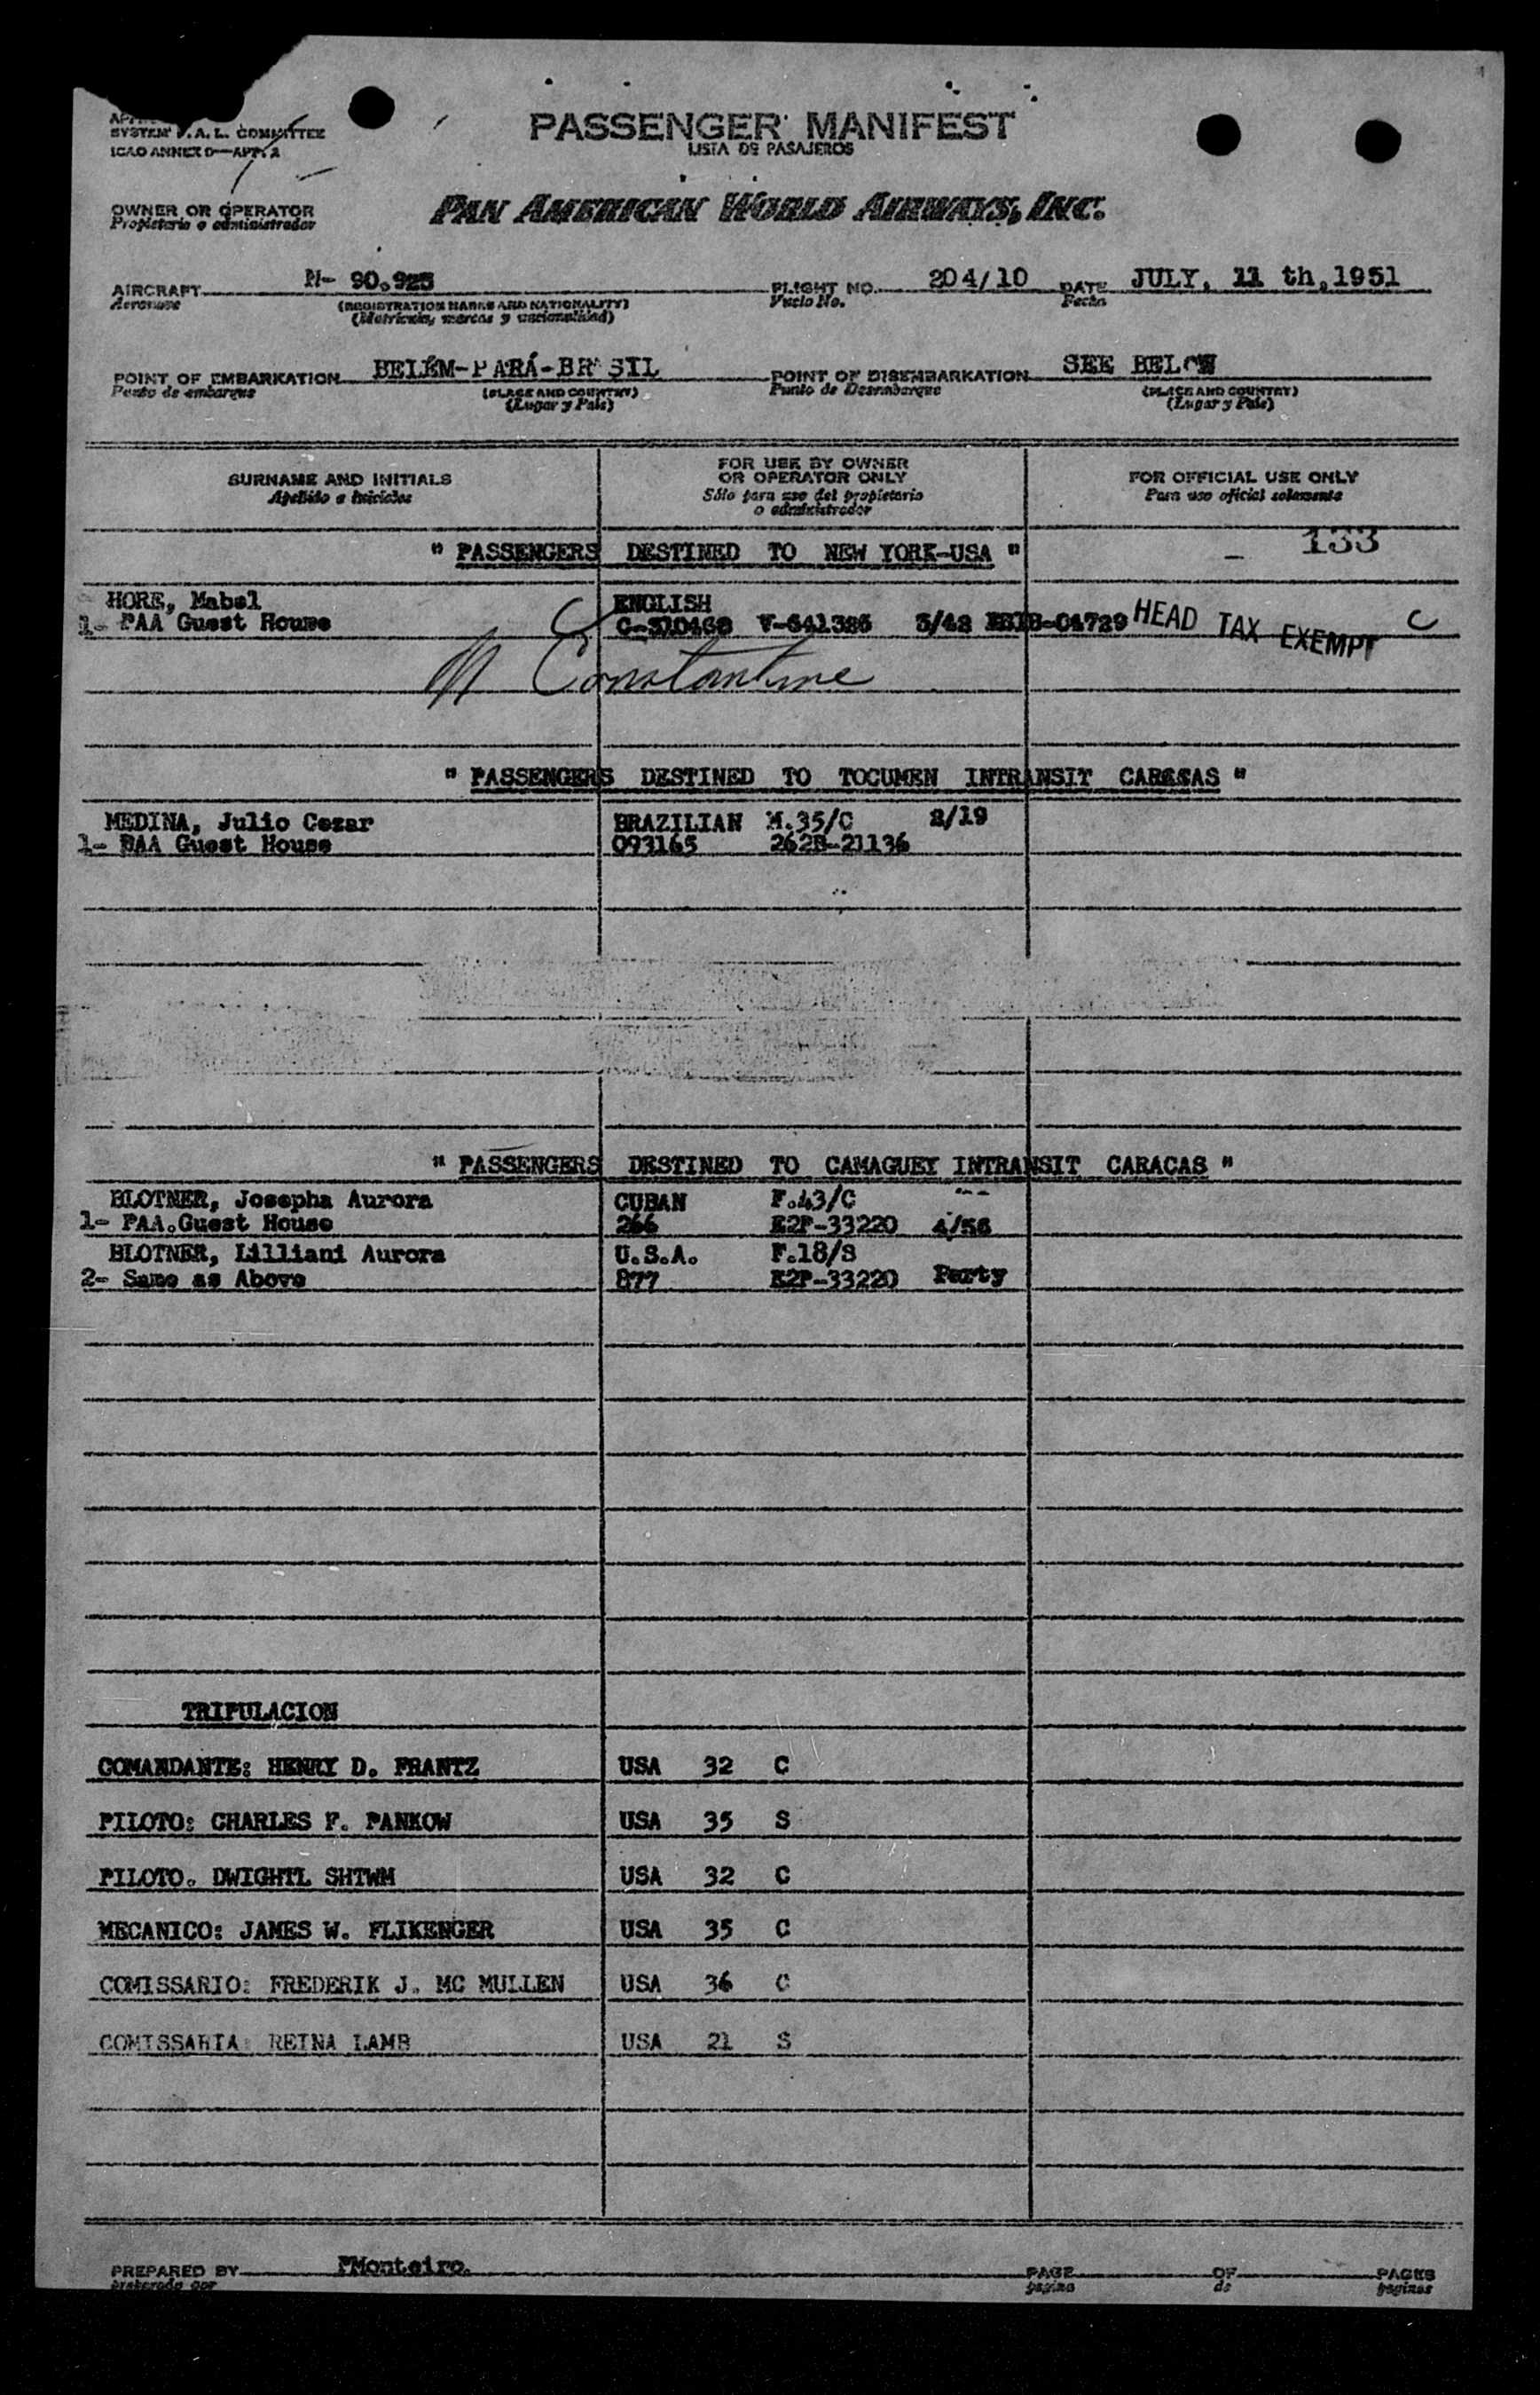 SYSTEM F.A.L. COMMITTEE
ICAO ANNEX 9—APP. A
PASSENGER MANIFEST
LISTA DE PASAJEROS
OWNER OR OPERATOR
Propietario o administrador
PAN AMERICAN WORLD AIRWAYS, INC.
AIRCRAFT N- 90.925 FLIGHT NO. 204/10 DATE JULY, 11 th,1951
Aeronave (REGISTRATION MARKS AND NATIONALITY) Vuelo No. Fecha
(Matrícula, marcas y nacionalidad)
POINT OF EMBARKATION BELÉM-PARÁ-BRASIL POINT OF DISEMBARKATION SEE BELOW
Punto de embarque (PLACE AND COUNTRY) Punto de Desembarque (PLACE AND COUNTRY)
(Lugar y País) (Lugar y País)
SURNAME AND INITIALS
Apellido e iniciales
FOR USE BY OWNER
OR OPERATOR ONLY
Sólo para uso del propietario
o administrador
FOR OFFICIAL USE ONLY
Para uso oficial solamente
" PASSENGERS DESTINED TO NEW YORK-USA " - 133
HORE, Mabel ENGLISH
1- PAA Guest House C-310468 V-641386 HEAD TAX EXEMPT C
M Constantine
" PASSENGERS DESTINED TO TOCUMEN INTRANSIT CARACAS "
MEDINA, Julio Cezar BRAZILIAN M.35/C 2/19
1- PAA Guest House 093165 262B-21136
" PASSENGERS DESTINED TO CAMAGUEY INTRANSIT CARACAS "
BLOTNER, Josepha Aurora CUBAN F.43/C
1- PAA.Guest House 266 E2P-33220 4/56
BLOTNER, Lilliani Aurora U.S.A. F.18/S
2- Same as Above 877 E2P-33220 Party
TRIPULACION
COMANDANTE: HENRY D. FRANTZ USA 32 C
PILOTO: CHARLES F. PANKOW USA 35 S
PILOTO. DWIGHTL SHTWM USA 32 C
MECANICO: JAMES W. FLIKENGER USA 35 C
COMISSARIO: FREDERIK J. MC MULLEN USA 36 C
COMISSARIA: REINA LAMB USA 21 S
PREPARED BY PMonteiro. PAGE OF PAGES
preparado por página de páginas